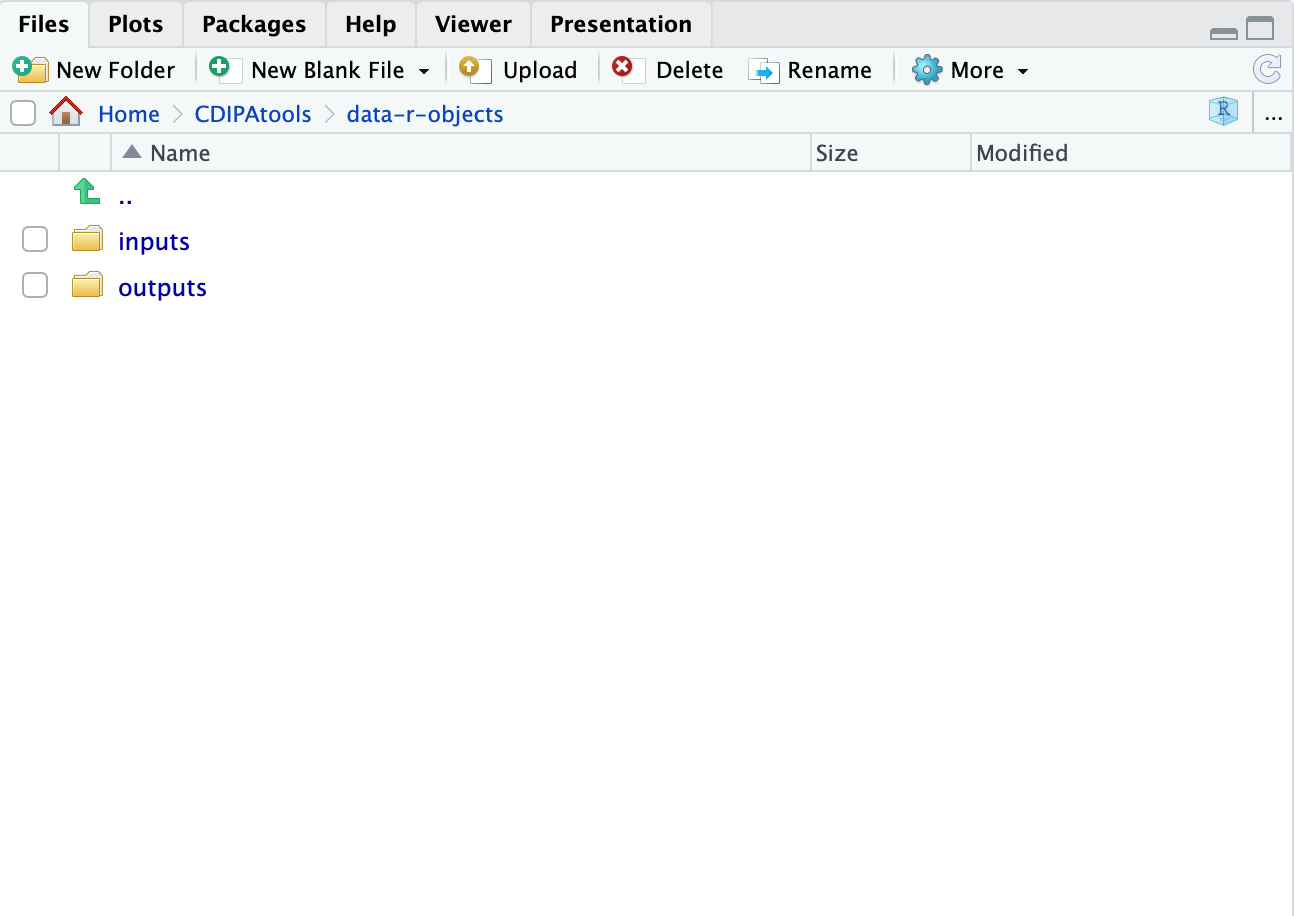 Files Plots Packages Help Viewer Presentation
New Folder New Blank File Upload Delete Rename More
Home CDIPAtools data-r-objects R ...
Name Size Modified
..
inputs
outputs